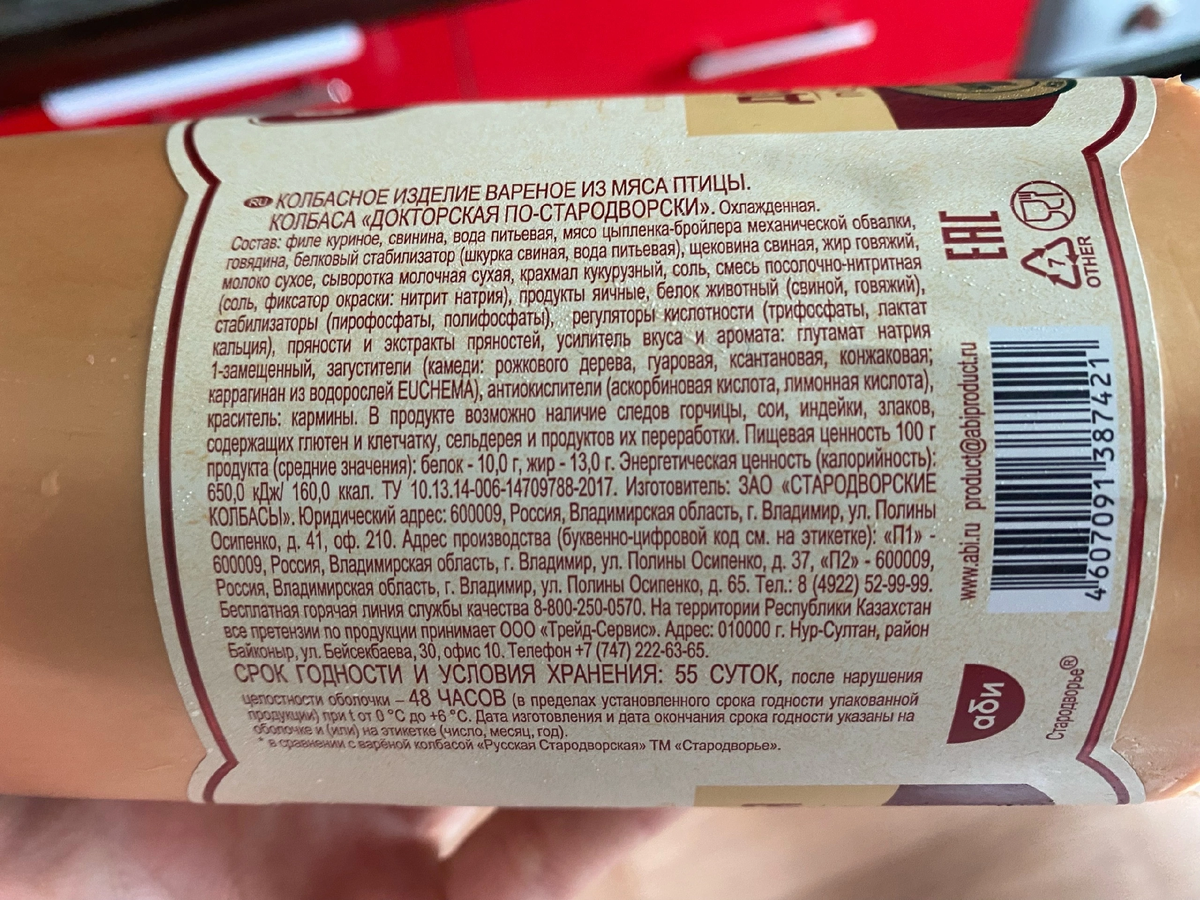 RU КОЛБАСНОЕ ИЗДЕЛИЕ ВАРЕНОЕ ИЗ МЯСА ПТИЦЫ.
КОЛБАСА «ДОКТОРСКАЯ ПО-СТАРОДВОРСКИ». Охлажденная.
Состав: филе куриное, свинина, вода питьевая, мясо цыпленка-бройлера механической обвалки,
говядина, белковый стабилизатор (шкурка свиная, вода питьевая), щековина свиная, жир говяжий,
молоко сухое, сыворотка молочная сухая, крахмал кукурузный, соль, смесь посолочно-нитритная
(соль, фиксатор окраски: нитрит натрия), продукты яичные, белок животный (свиной, говяжий),
стабилизаторы (пирофосфаты, полифосфаты), регуляторы кислотности (трифосфаты, лактат
кальция), пряности и экстракты пряностей, усилитель вкуса и аромата: глутамат натрия
1-замещенный, загустители (камеди: рожкового дерева, гуаровая, ксантановая, конжаковая;
каррагинан из водорослей EUCHEMA), антиокислители (аскорбиновая кислота, лимонная кислота),
краситель: кармины. В продукте возможно наличие следов горчицы, сои, индейки, злаков,
содержащих глютен и клетчатку, сельдерея и продуктов их переработки. Пищевая ценность 100 г
продукта (средние значения): белок - 10,0 г, жир - 13,0 г. Энергетическая ценность (калорийность):
650,0 кДж/ 160,0 ккал. ТУ 10.13.14-006-14709788-2017. Изготовитель: ЗАО «СТАРОДВОРСКИЕ
КОЛБАСЫ». Юридический адрес: 600009, Россия, Владимирская область, г. Владимир, ул. Полины
Осипенко, д. 41, оф. 210. Адрес производства (буквенно-цифровой код см. на этикетке): «П1» -
600009, Россия, Владимирская область, г. Владимир, ул. Полины Осипенко, д. 37, «П2» - 600009,
Россия, Владимирская область, г. Владимир, ул. Полины Осипенко, д. 65. Тел.: 8 (4922) 52-99-99.
Бесплатная горячая линия службы качества 8-800-250-0570. На территории Республики Казахстан
все претензии по продукции принимает ООО «Трейд-Сервис». Адрес: 010000 г. Нур-Султан, район
Байконыр, ул. Бейсекбаева, 30, офис 10. Телефон +7 (747) 222-63-65.
СРОК ГОДНОСТИ И УСЛОВИЯ ХРАНЕНИЯ: 55 СУТОК, после нарушения
целостности оболочки – 48 ЧАСОВ (в пределах установленного срока годности упакованной
продукции) при t от 0 °C до +6 °C. Дата изготовления и дата окончания срока годности указаны на
оболочке и (или) на этикетке (число, месяц, год).
* в сравнении с варёной колбасой «Русская Стародворская» ТМ «Стародворье».
EAC
7
OTHER
www.abi.ru product@abiproduct.ru
4607091387421
аби
Стародворье®